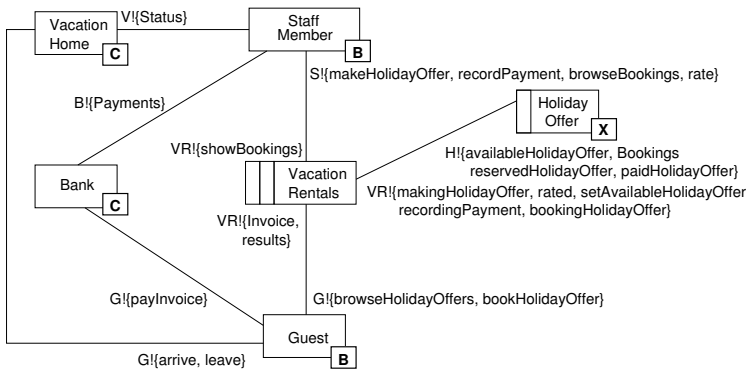 V!{Status}
Vacation
Home
C
Staff
Member
B
S!{makeHolidayOffer, recordPayment, browseBookings, rate}
B!{Payments}
Holiday
Offer
X
VR!{showBookings}
H!{availableHolidayOffer, Bookings
reservedHolidayOffer, paidHolidayOffer}
Bank
C
Vacation
Rentals
VR!{makingHolidayOffer, rated, setAvailableHolidayOffer
recordingPayment, bookingHolidayOffer}
VR!{Invoice,
results}
G!{payInvoice}
G!{browseHolidayOffers, bookHolidayOffer}
Guest
B
G!{arrive, leave}